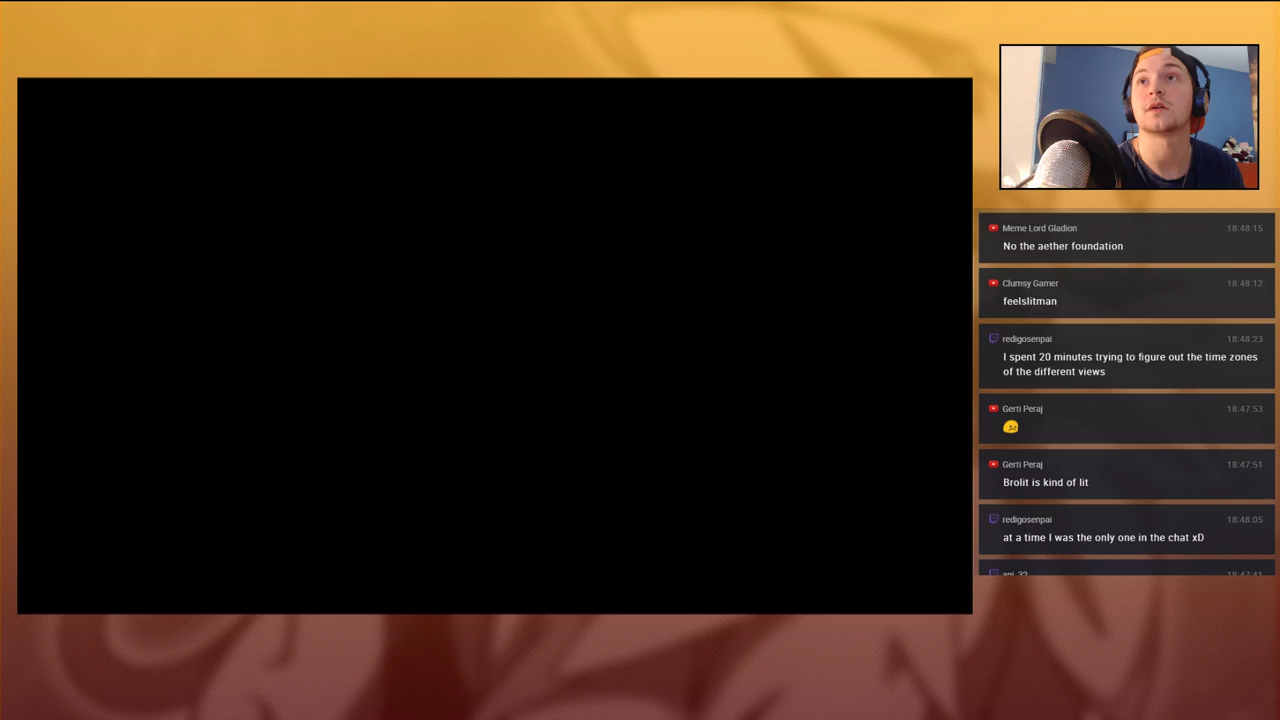 Meme Lord Gladion 18:48:15
No the aether foundation
Clumsy Gamer 18:48:12
feelslitman
redigosenpai 18:48:23
I spent 20 minutes trying to figure out the time zones
of the different views
Gerti Peraj 18:47:53
Gerti Peraj 18:47:51
Brolit is kind of lit
redigosenpai 18:48:05
at a time I was the only one in the chat xD